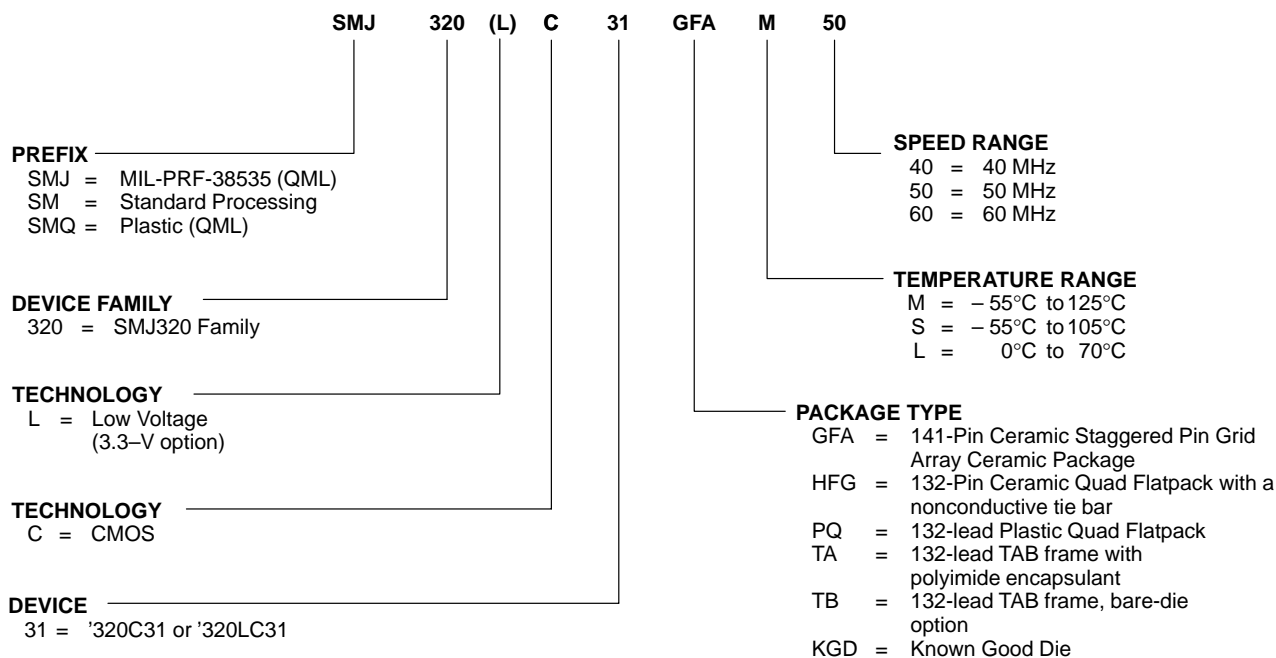 SMJ 320 (L) C 31 GFA M 50
PREFIX
SMJ = MIL-PRF-38535 (QML)
SM = Standard Processing
SMQ = Plastic (QML)
DEVICE FAMILY
320 = SMJ320 Family
TECHNOLOGY
L = Low Voltage
(3.3–V option)
TECHNOLOGY
C = CMOS
DEVICE
31 = ’320C31 or ’320LC31
SPEED RANGE
40 = 40 MHz
50 = 50 MHz
60 = 60 MHz
TEMPERATURE RANGE
M = – 55°C to 125°C
S = – 55°C to 105°C
L = 0°C to 70°C
PACKAGE TYPE
GFA = 141-Pin Ceramic Staggered Pin Grid
Array Ceramic Package
HFG = 132-Pin Ceramic Quad Flatpack with a
nonconductive tie bar
PQ = 132-lead Plastic Quad Flatpack
TA = 132-lead TAB frame with
polyimide encapsulant
TB = 132-lead TAB frame, bare-die
option
KGD = Known Good Die